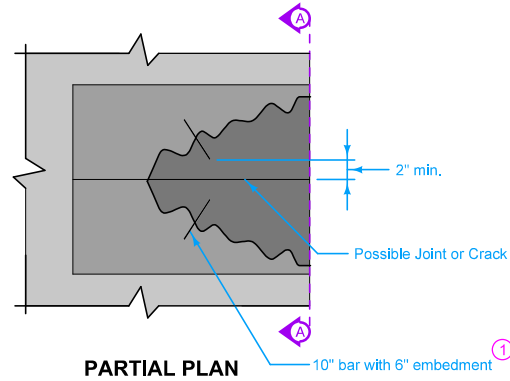 A
2" min.
Possible Joint or Crack
A
10" bar with 6" embedment 1
PARTIAL PLAN